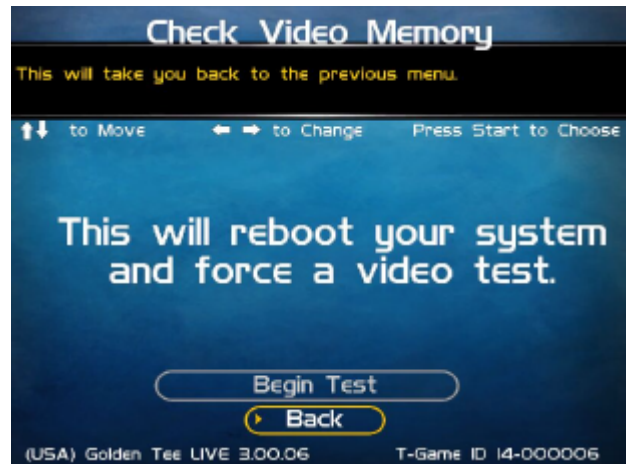 Check Video Memory
This will take you back to the previous menu.
to Move to Change Press Start to Choose
This will reboot your system
and force a video test.
Begin Test
Back
(USA) Golden Tee LIVE 3.00.06 T-Game ID 14-000006